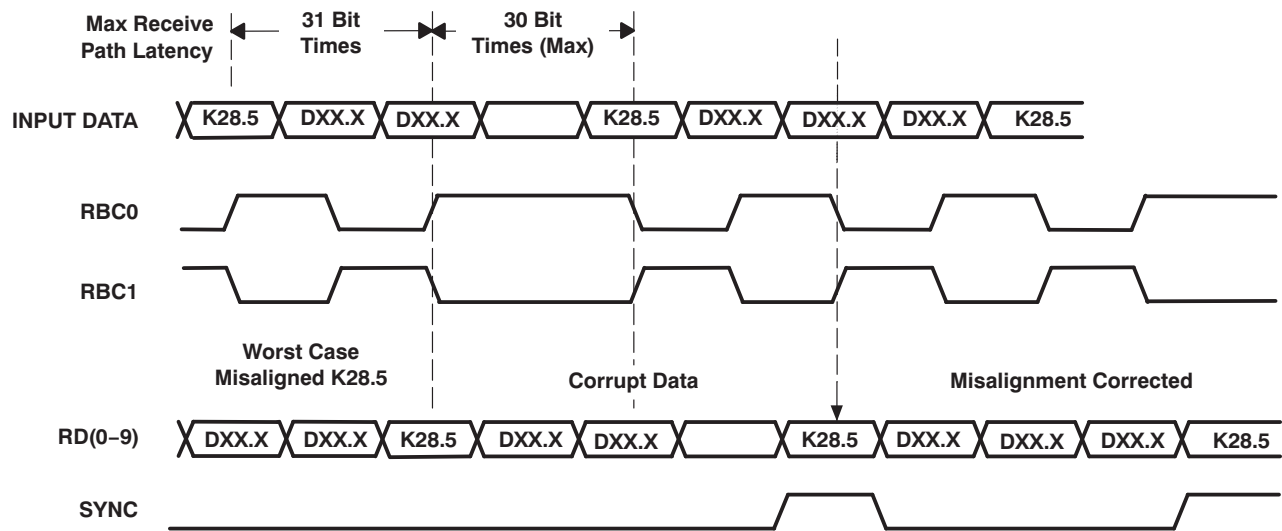 Max Receive
Path Latency
31 Bit
Times
30 Bit
Times (Max)
INPUT DATA
K28.5 DXX.X DXX.X K28.5 DXX.X DXX.X DXX.X K28.5
RBC0
RBC1
Worst Case
Misaligned K28.5
Corrupt Data
Misalignment Corrected
RD(0–9)
DXX.X DXX.X K28.5 DXX.X DXX.X K28.5 DXX.X DXX.X DXX.X K28.5
SYNC